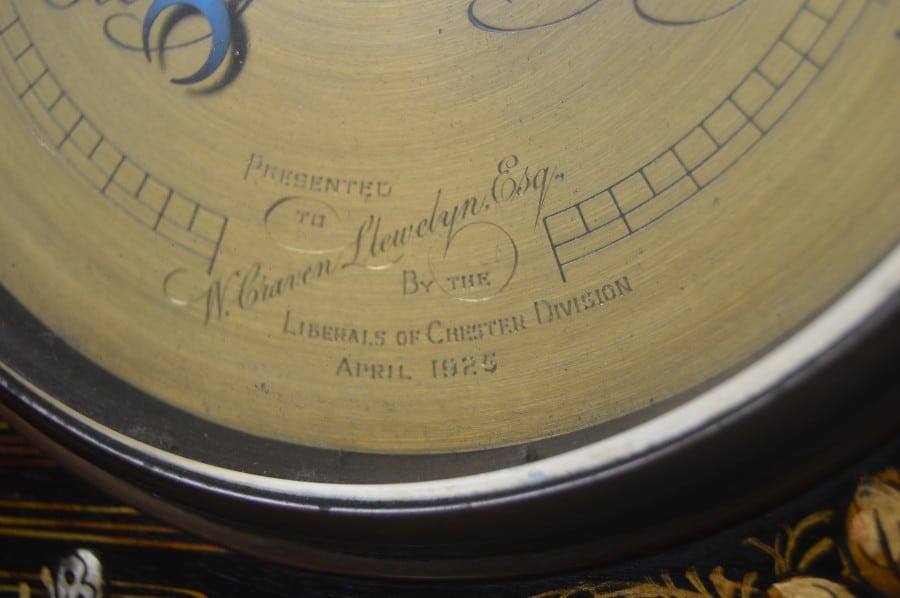 Presented
to
W. Craven Llewelyn, Esq.,
By the
Liberals of Chester Division
April 1925